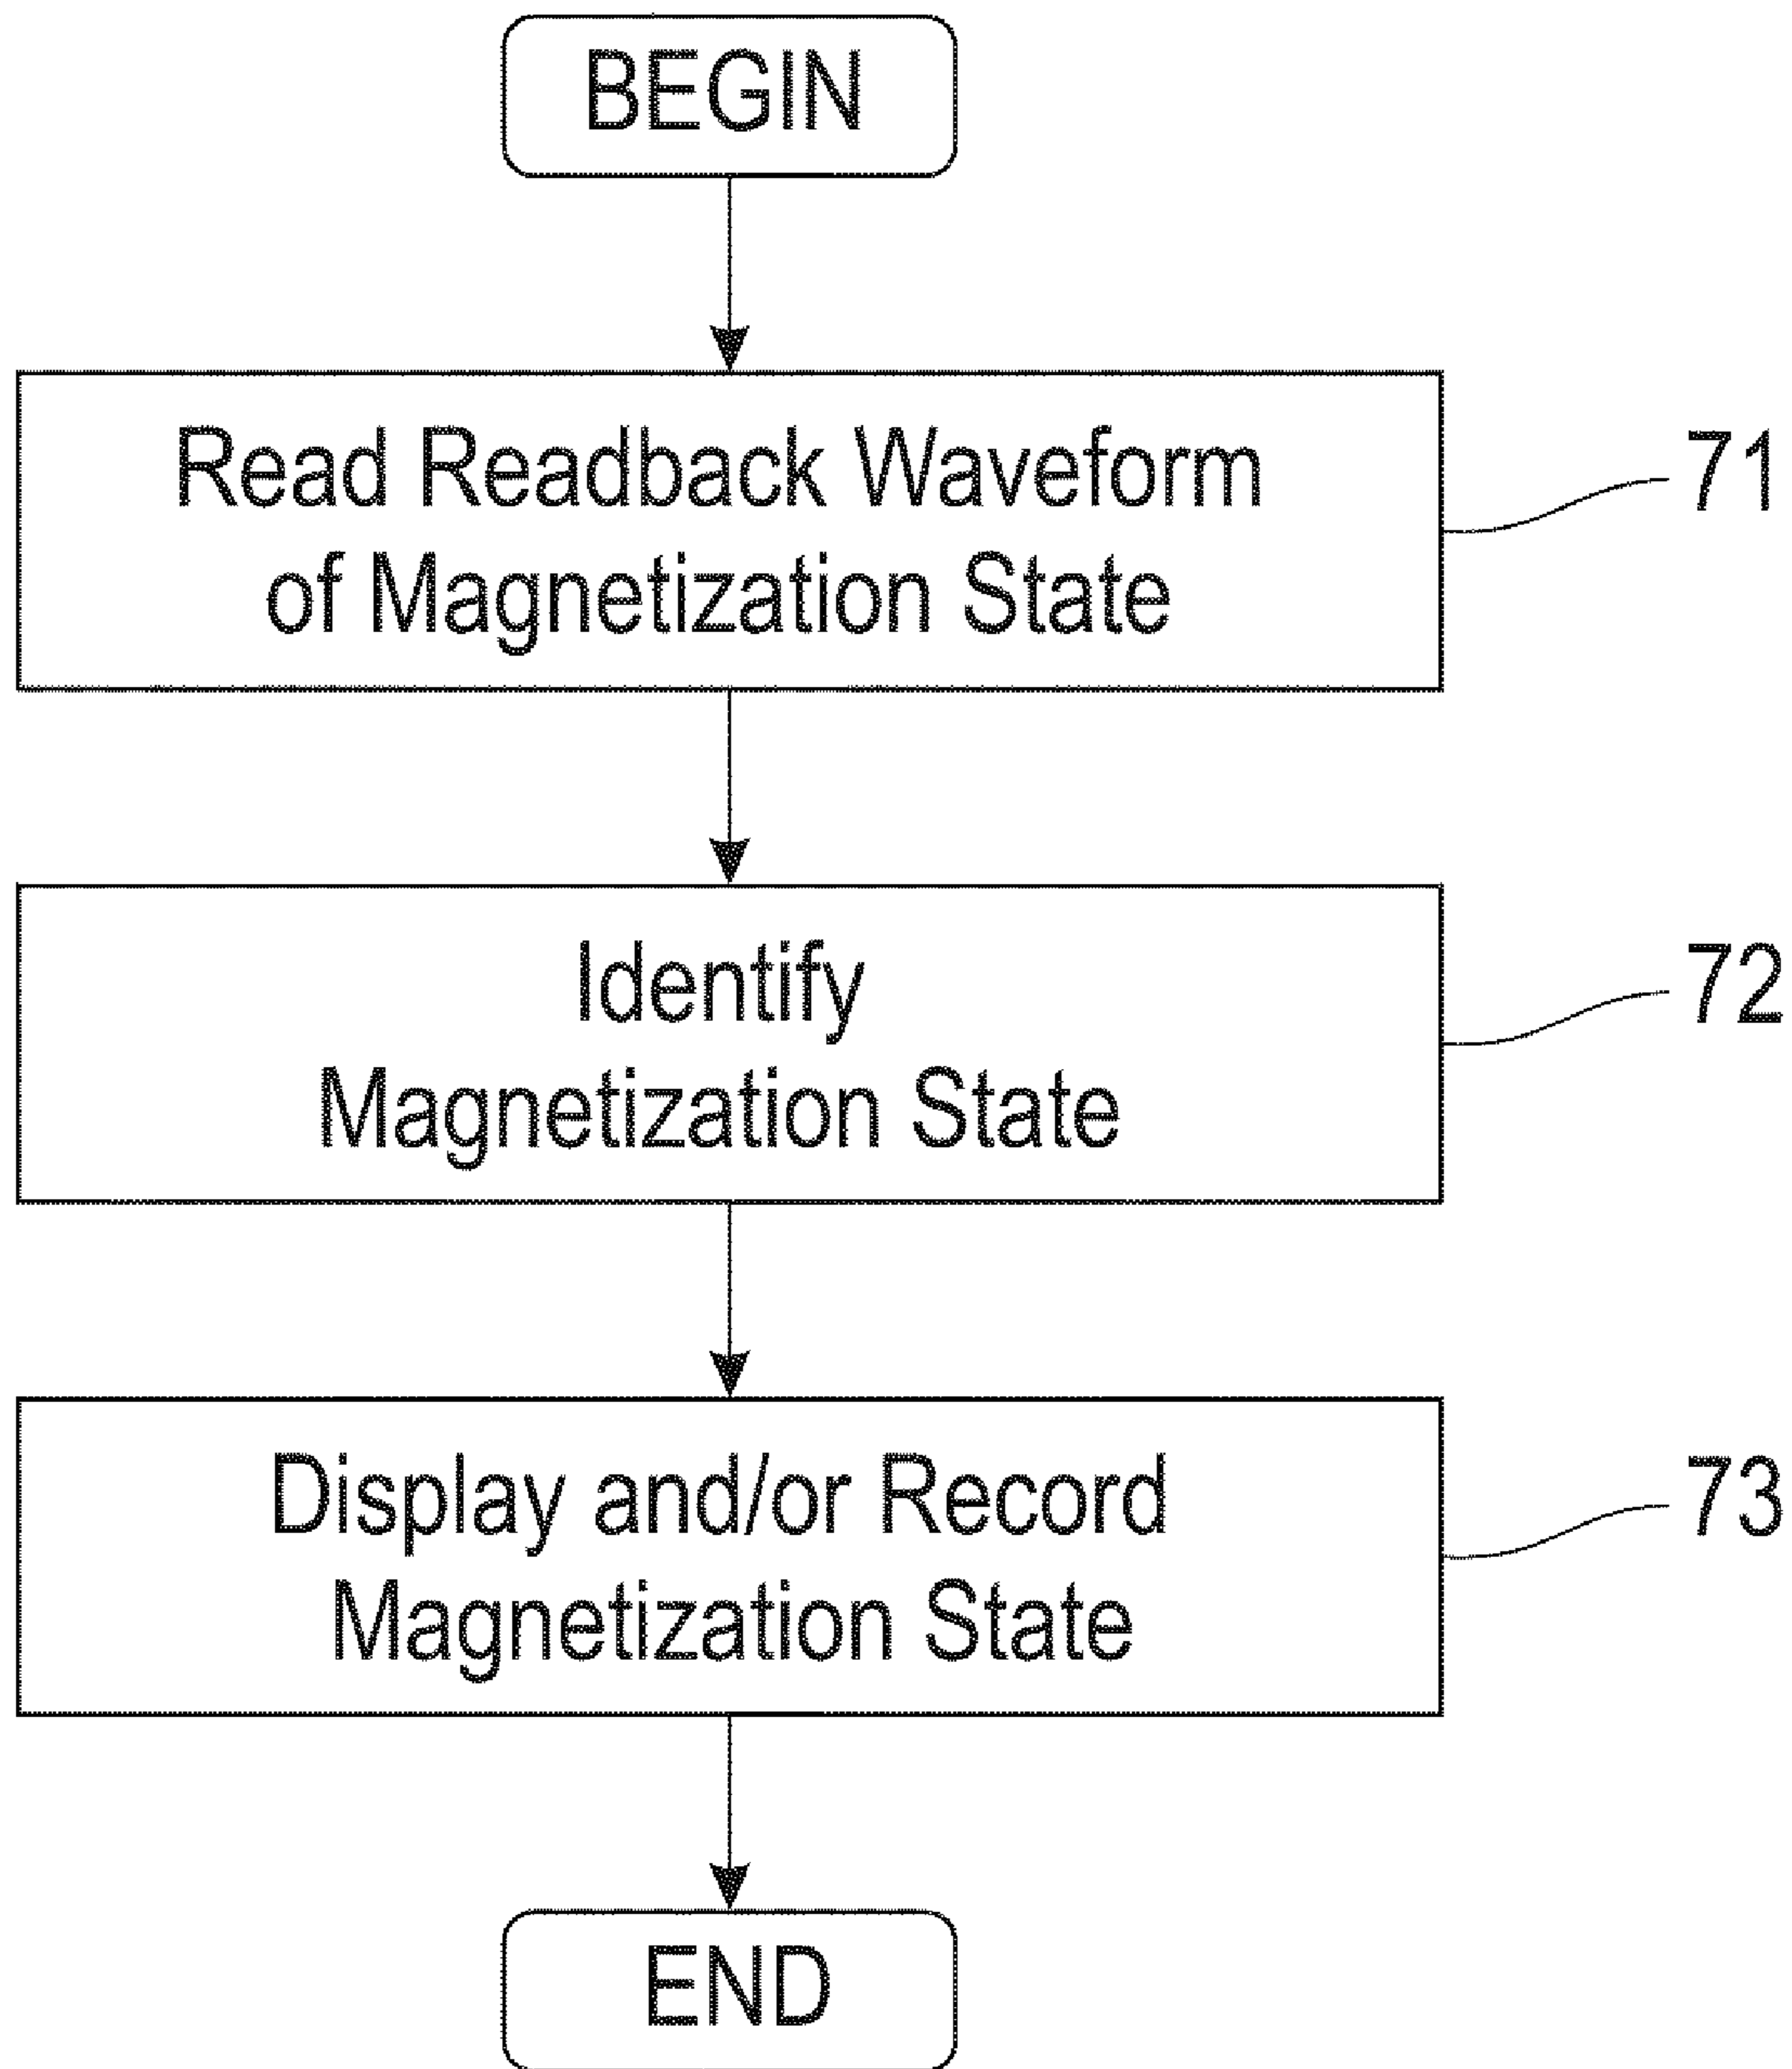 BEGIN
Read Readback Waveform
of Magnetization State
71
Identify
Magnetization State
72
Display and/or Record
Magnetization State
73
END